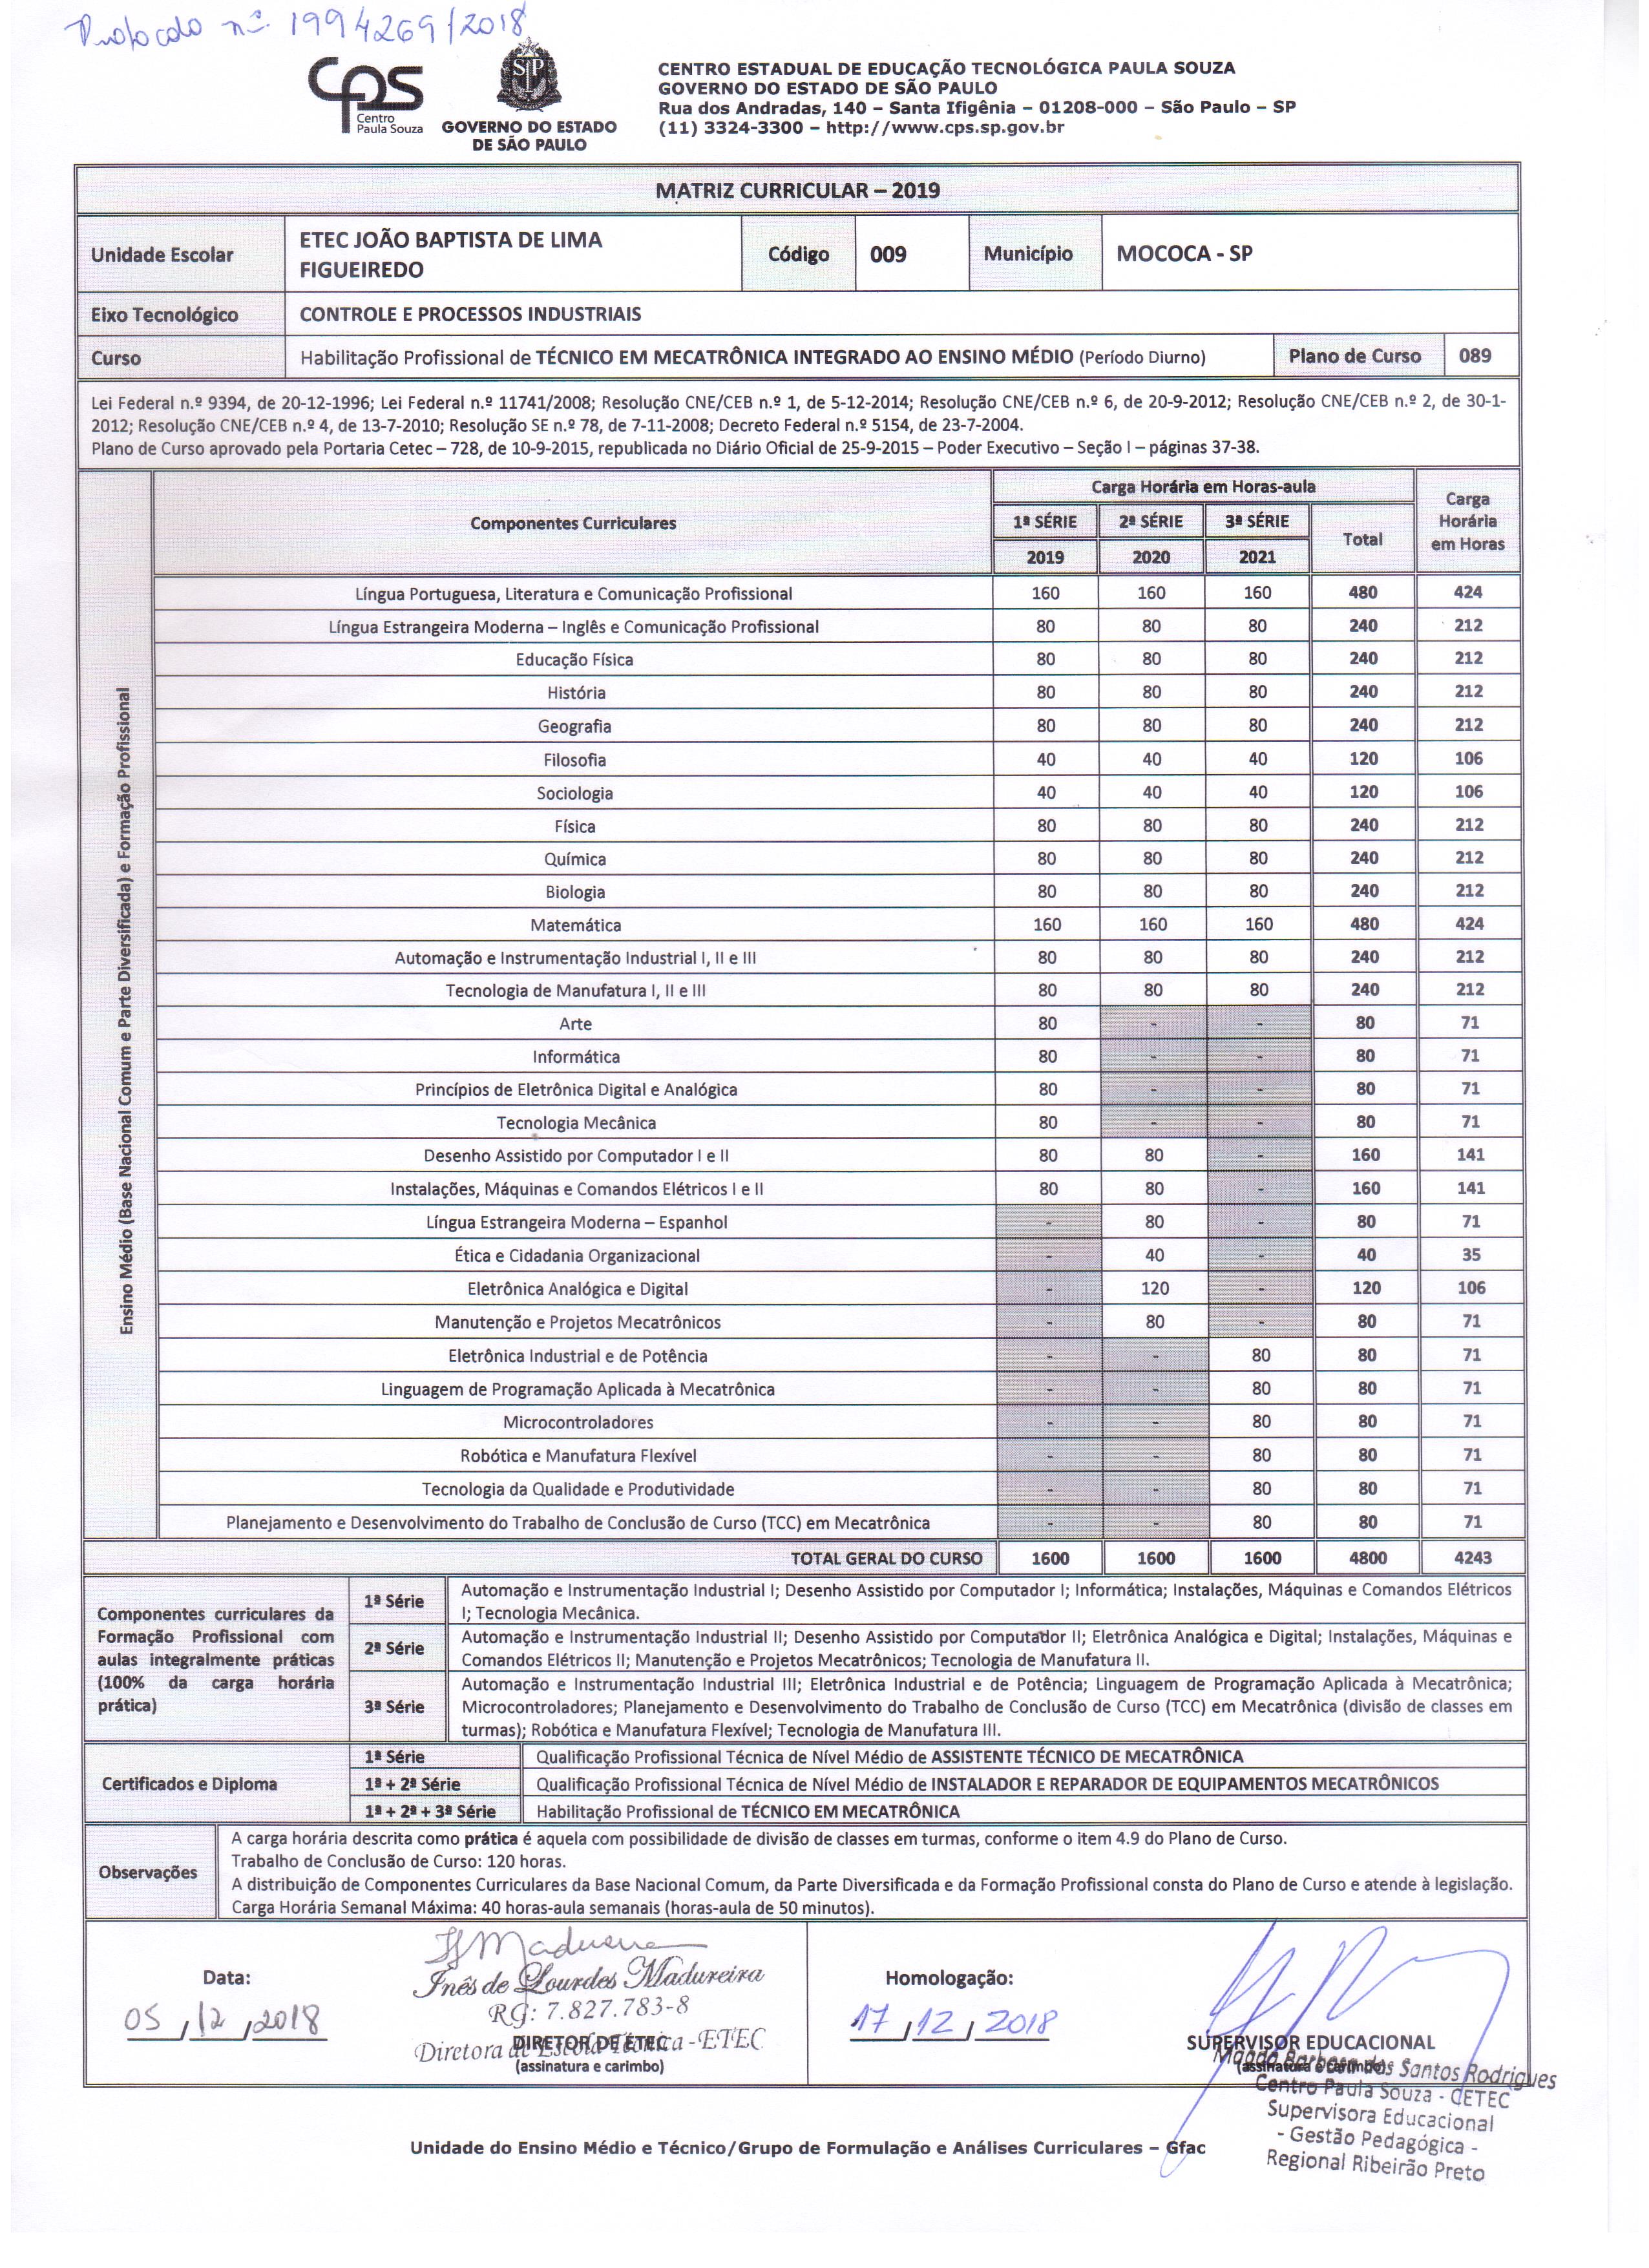 Protocolo nº 1994269/2018
CPS
Centro
Paula Souza
SP
GOVERNO DO ESTADO
DE SÃO PAULO
CENTRO ESTADUAL DE EDUCAÇÃO TECNOLÓGICA PAULA SOUZA
GOVERNO DO ESTADO DE SÃO PAULO
Rua dos Andradas, 140 – Santa Ifigênia – 01208-000 – São Paulo – SP
(11) 3324-3300 – http://www.cps.sp.gov.br
MATRIZ CURRICULAR – 2019
Unidade Escolar ETEC JOÃO BAPTISTA DE LIMA FIGUEIREDO Código 009 Município MOCOCA - SP
Eixo Tecnológico CONTROLE E PROCESSOS INDUSTRIAIS
Curso Habilitação Profissional de TÉCNICO EM MECATRÔNICA INTEGRADO AO ENSINO MÉDIO (Período Diurno) Plano de Curso 089
Lei Federal n.º 9394, de 20-12-1996; Lei Federal n.º 11741/2008; Resolução CNE/CEB n.º 1, de 5-12-2014; Resolução CNE/CEB n.º 6, de 20-9-2012; Resolução CNE/CEB n.º 2, de 30-1-
2012; Resolução CNE/CEB n.º 4, de 13-7-2010; Resolução SE n.º 78, de 7-11-2008; Decreto Federal n.º 5154, de 23-7-2004.
Plano de Curso aprovado pela Portaria Cetec – 728, de 10-9-2015, republicada no Diário Oficial de 25-9-2015 – Poder Executivo – Seção I – páginas 37-38.
Ensino Médio (Base Nacional Comum e Parte Diversificada) e Formação Profissional
Componentes Curriculares
Carga Horária em Horas-aula
1ª SÉRIE 2ª SÉRIE 3ª SÉRIE Total
2019 2020 2021
Carga
Horária
em Horas
Língua Portuguesa, Literatura e Comunicação Profissional 160 160 160 480 424
Língua Estrangeira Moderna – Inglês e Comunicação Profissional 80 80 80 240 212
Educação Física 80 80 80 240 212
História 80 80 80 240 212
Geografia 80 80 80 240 212
Filosofia 40 40 40 120 106
Sociologia 40 40 40 120 106
Física 80 80 80 240 212
Química 80 80 80 240 212
Biologia 80 80 80 240 212
Matemática 160 160 160 480 424
Automação e Instrumentação Industrial I, II e III 80 80 80 240 212
Tecnologia de Manufatura I, II e III 80 80 80 240 212
Arte 80 - - 80 71
Informática 80 - - 80 71
Princípios de Eletrônica Digital e Analógica 80 - - 80 71
Tecnologia Mecânica 80 - - 80 71
Desenho Assistido por Computador I e II 80 80 - 160 141
Instalações, Máquinas e Comandos Elétricos I e II 80 80 - 160 141
Língua Estrangeira Moderna – Espanhol - 80 - 80 71
Ética e Cidadania Organizacional - 40 - 40 35
Eletrônica Analógica e Digital - 120 - 120 106
Manutenção e Projetos Mecatrônicos - 80 - 80 71
Eletrônica Industrial e de Potência - - 80 80 71
Linguagem de Programação Aplicada à Mecatrônica - - 80 80 71
Microcontroladores - - 80 80 71
Robótica e Manufatura Flexível - - 80 80 71
Tecnologia da Qualidade e Produtividade - - 80 80 71
Planejamento e Desenvolvimento do Trabalho de Conclusão de Curso (TCC) em Mecatrônica - - 80 80 71
TOTAL GERAL DO CURSO 1600 1600 1600 4800 4243
Componentes curriculares da
Formação Profissional com
aulas integralmente práticas
(100% da carga horária
prática)
1ª Série
Automação e Instrumentação Industrial I; Desenho Assistido por Computador I; Informática; Instalações, Máquinas e Comandos Elétricos
I; Tecnologia Mecânica.
2ª Série
Automação e Instrumentação Industrial II; Desenho Assistido por Computador II; Eletrônica Analógica e Digital; Instalações, Máquinas e
Comandos Elétricos II; Manutenção e Projetos Mecatrônicos; Tecnologia de Manufatura II.
3ª Série
Automação e Instrumentação Industrial III; Eletrônica Industrial e de Potência; Linguagem de Programação Aplicada à Mecatrônica;
Microcontroladores; Planejamento e Desenvolvimento do Trabalho de Conclusão de Curso (TCC) em Mecatrônica (divisão de classes em
turmas); Robótica e Manufatura Flexível; Tecnologia de Manufatura III.
Certificados e Diploma
1ª Série Qualificação Profissional Técnica de Nível Médio de ASSISTENTE TÉCNICO DE MECATRÔNICA
1ª + 2ª Série Qualificação Profissional Técnica de Nível Médio de INSTALADOR E REPARADOR DE EQUIPAMENTOS MECATRÔNICOS
1ª + 2ª + 3ª Série Habilitação Profissional de TÉCNICO EM MECATRÔNICA
Observações
A carga horária descrita como prática é aquela com possibilidade de divisão de classes em turmas, conforme o item 4.9 do Plano de Curso.
Trabalho de Conclusão de Curso: 120 horas.
A distribuição de Componentes Curriculares da Base Nacional Comum, da Parte Diversificada e da Formação Profissional consta do Plano de Curso e atende à legislação.
Carga Horária Semanal Máxima: 40 horas-aula semanais (horas-aula de 50 minutos).
Data:
05/12/2018
Madureira
Inês de Lourdes Madureira
RG: 7.827.783-8
Diretora de Escola Técnica - ETEC
DIRETOR DE ETEC
(assinatura e carimbo)
Homologação:
17/12/2018
SUPERVISOR EDUCACIONAL
(assinatura e carimbo)
Magda Barbosa dos Santos Rodrigues
Centro Paula Souza - CETEC
Supervisora Educacional
- Gestão Pedagógica -
Regional Ribeirão Preto
Unidade do Ensino Médio e Técnico/Grupo de Formulação e Análises Curriculares – Gfac